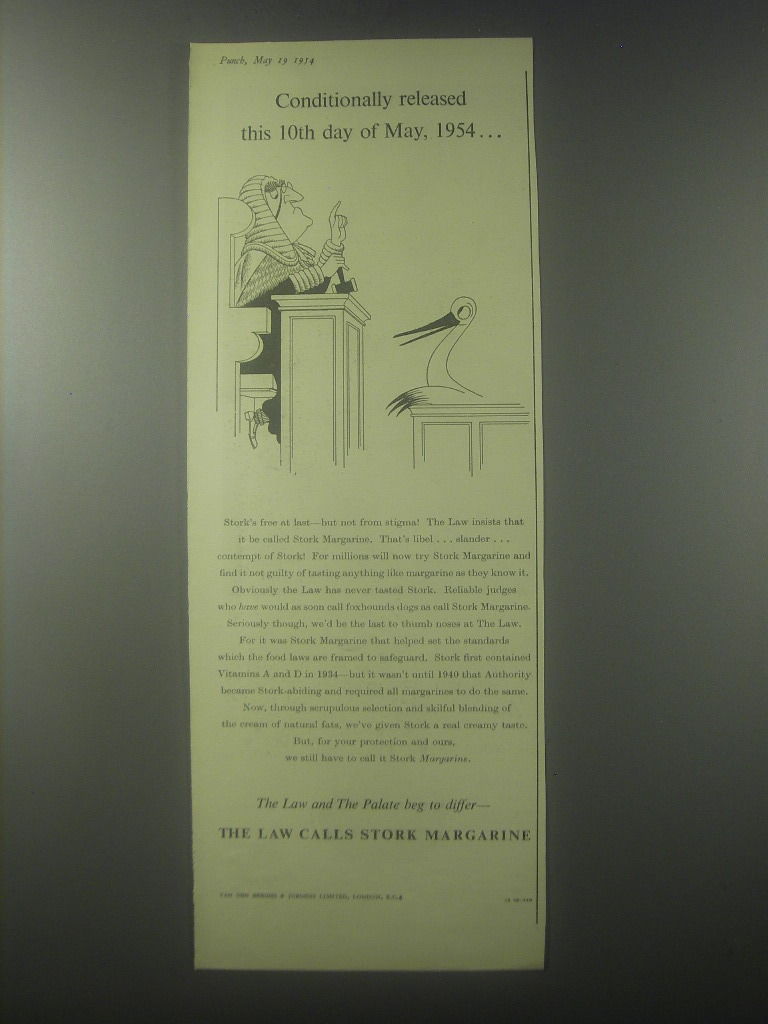 Punch, May 19 1954
Conditionally released
this 10th day of May, 1954...
Stork's free at last—but not from stigma! The Law insists that
it be called Stork Margarine. That's libel . . . slander . . .
contempt of Stork! For millions will now try Stork Margarine and
find it not guilty of tasting anything like margarine as they know it.
Obviously the Law has never tasted Stork. Reliable judges
who have would as soon call foxhounds dogs as call Stork Margarine.
Seriously though, we'd be the last to thumb noses at The Law.
For it was Stork Margarine that helped set the standards
which the food laws are framed to safeguard. Stork first contained
Vitamins A and D in 1934—but it wasn't until 1940 that Authority
became Stork-abiding and required all margarines to do the same.
Now, through scrupulous selection and skilful blending of
the cream of natural fats, we've given Stork a real creamy taste.
But, for your protection and ours,
we still have to call it Stork Margarine.
The Law and The Palate beg to differ—
THE LAW CALLS STORK MARGARINE
VAN DEN BERGHS & JURGENS LIMITED, LONDON, E.C.4